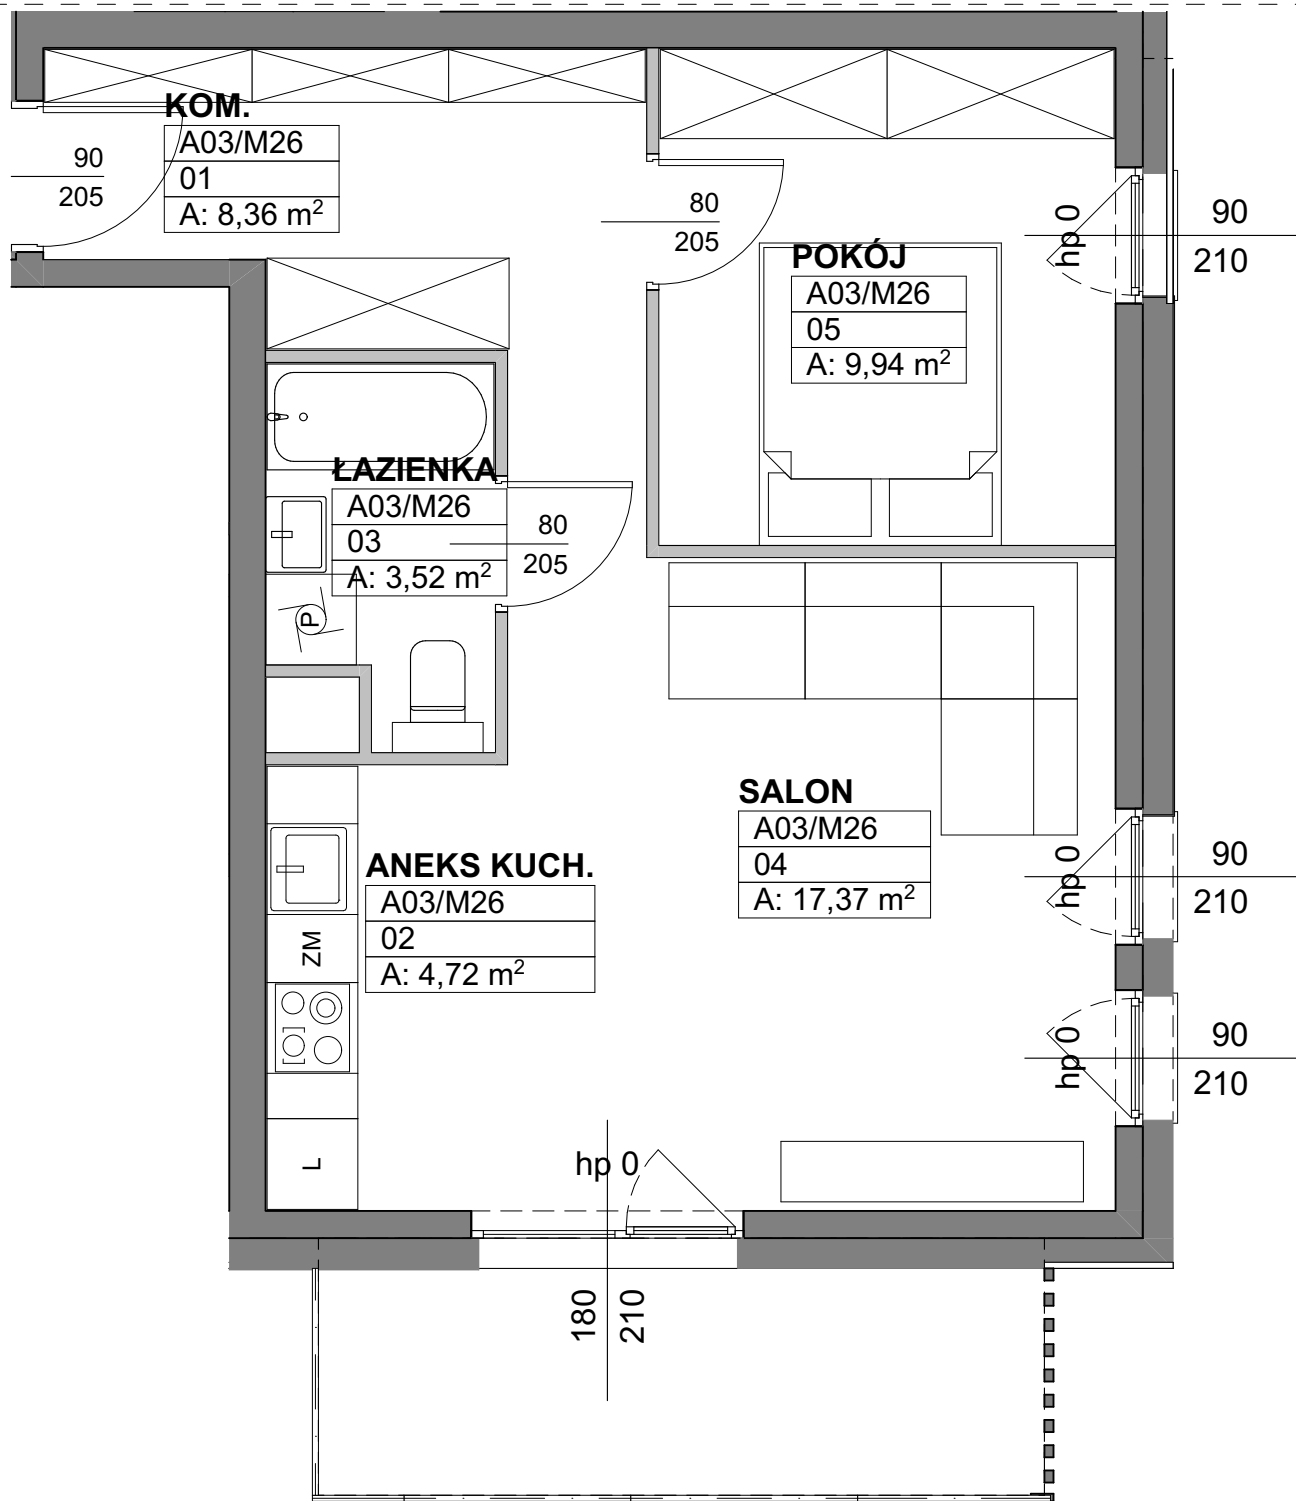 KOM.
A03/M26
01
A: 8,36 m²
90
205
80
205
POKÓJ
A03/M26
05
A: 9,94 m²
hp 0
90
210
ŁAZIENKA
A03/M26
03
A: 3,52 m²
80
205
P
SALON
A03/M26
04
A: 17,37 m²
hp 0
90
210
ANEKS KUCH.
A03/M26
02
A: 4,72 m²
ZM
hp 0
90
210
L
hp 0
180
210